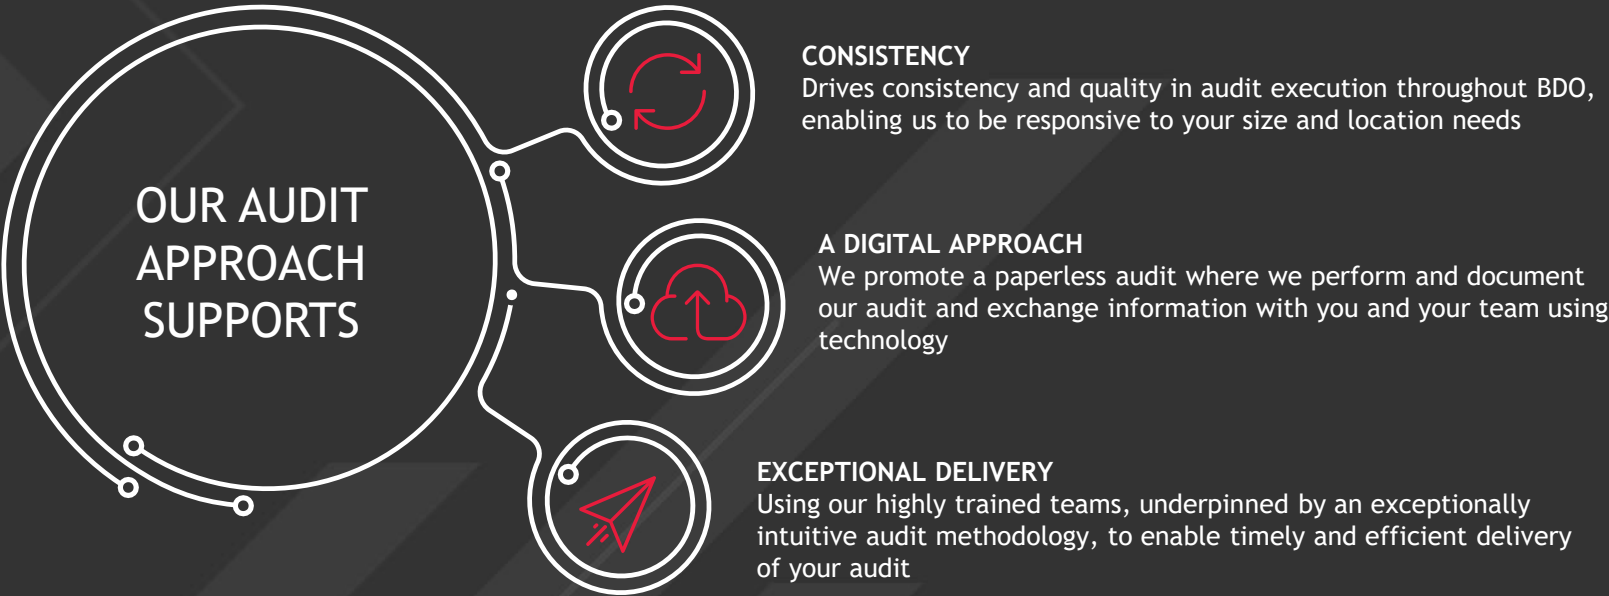 OUR AUDIT
APPROACH
SUPPORTS
CONSISTENCY
Drives consistency and quality in audit execution throughout BDO,
enabling us to be responsive to your size and location needs
A DIGITAL APPROACH
We promote a paperless audit where we perform and document
our audit and exchange information with you and your team using
technology
EXCEPTIONAL DELIVERY
Using our highly trained teams, underpinned by an exceptionally
intuitive audit methodology, to enable timely and efficient delivery
of your audit